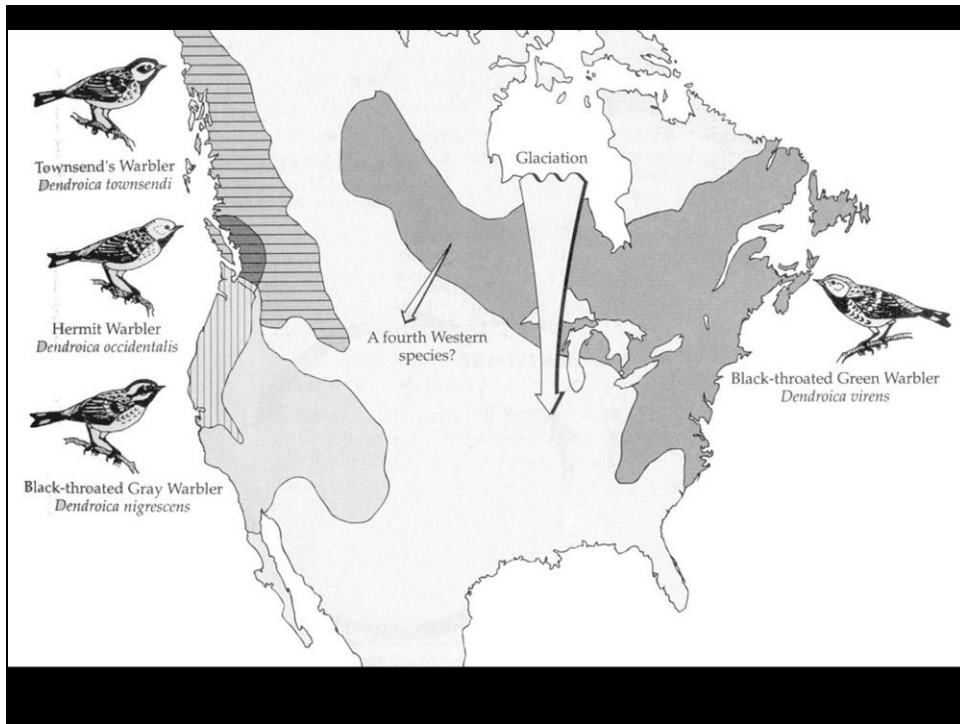 Townsend's Warbler
Dendroica townsendi
Hermit Warbler
Dendroica occidentalis
Black-throated Gray Warbler
Dendroica nigrescens
Glaciation
A fourth Western
species?
Black-throated Green Warbler
Dendroica virens